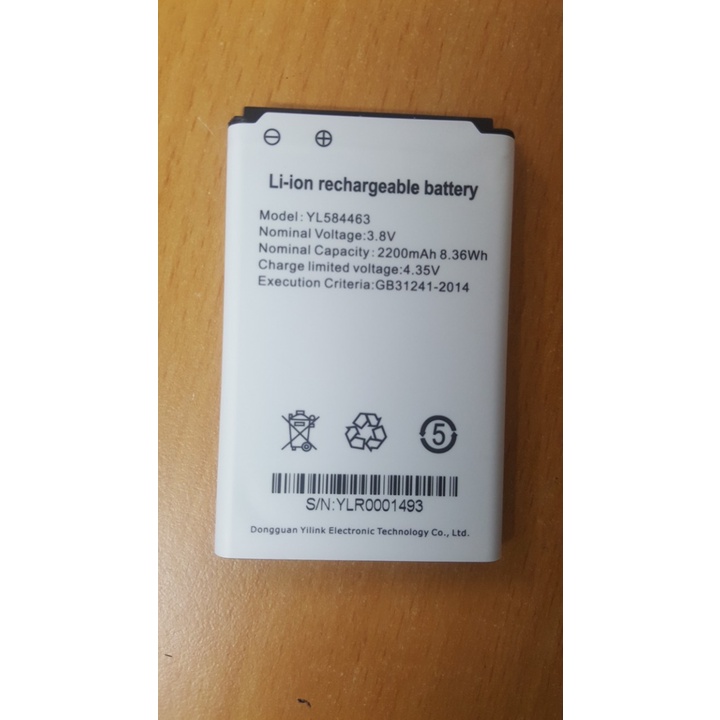 ⊖ ⊕
Li-ion rechargeable battery
Model: YL584463
Nominal Voltage:3.8V
Nominal Capacity: 2200mAh 8.36Wh
Charge limited voltage:4.35V
Execution Criteria:GB31241-2014
5
S/N:YLR0001493
Dongguan Yilink Electronic Technology Co., Ltd.